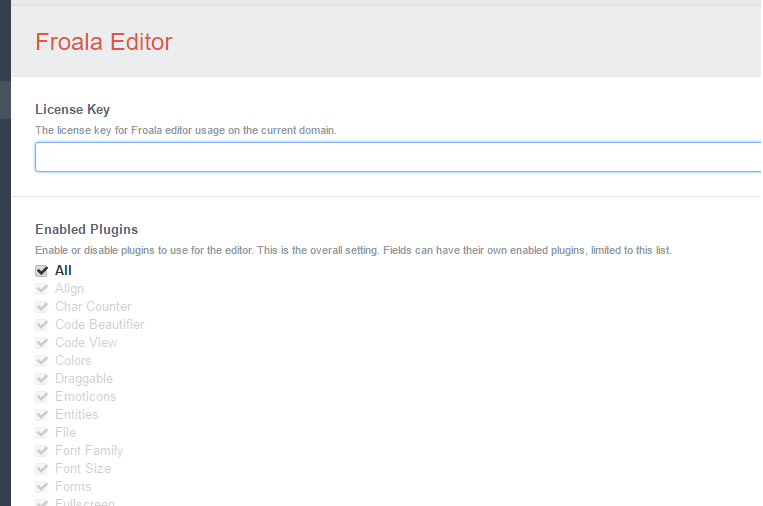 Froala Editor
License Key
The license key for Froala editor usage on the current domain.
Enabled Plugins
Enable or disable plugins to use for the editor. This is the overall setting. Fields can have their own enabled plugins, limited to this list.
All
Align
Char Counter
Code Beautifier
Code View
Colors
Draggable
Emoticons
Entities
File
Font Family
Font Size
Forms
Fullscreen